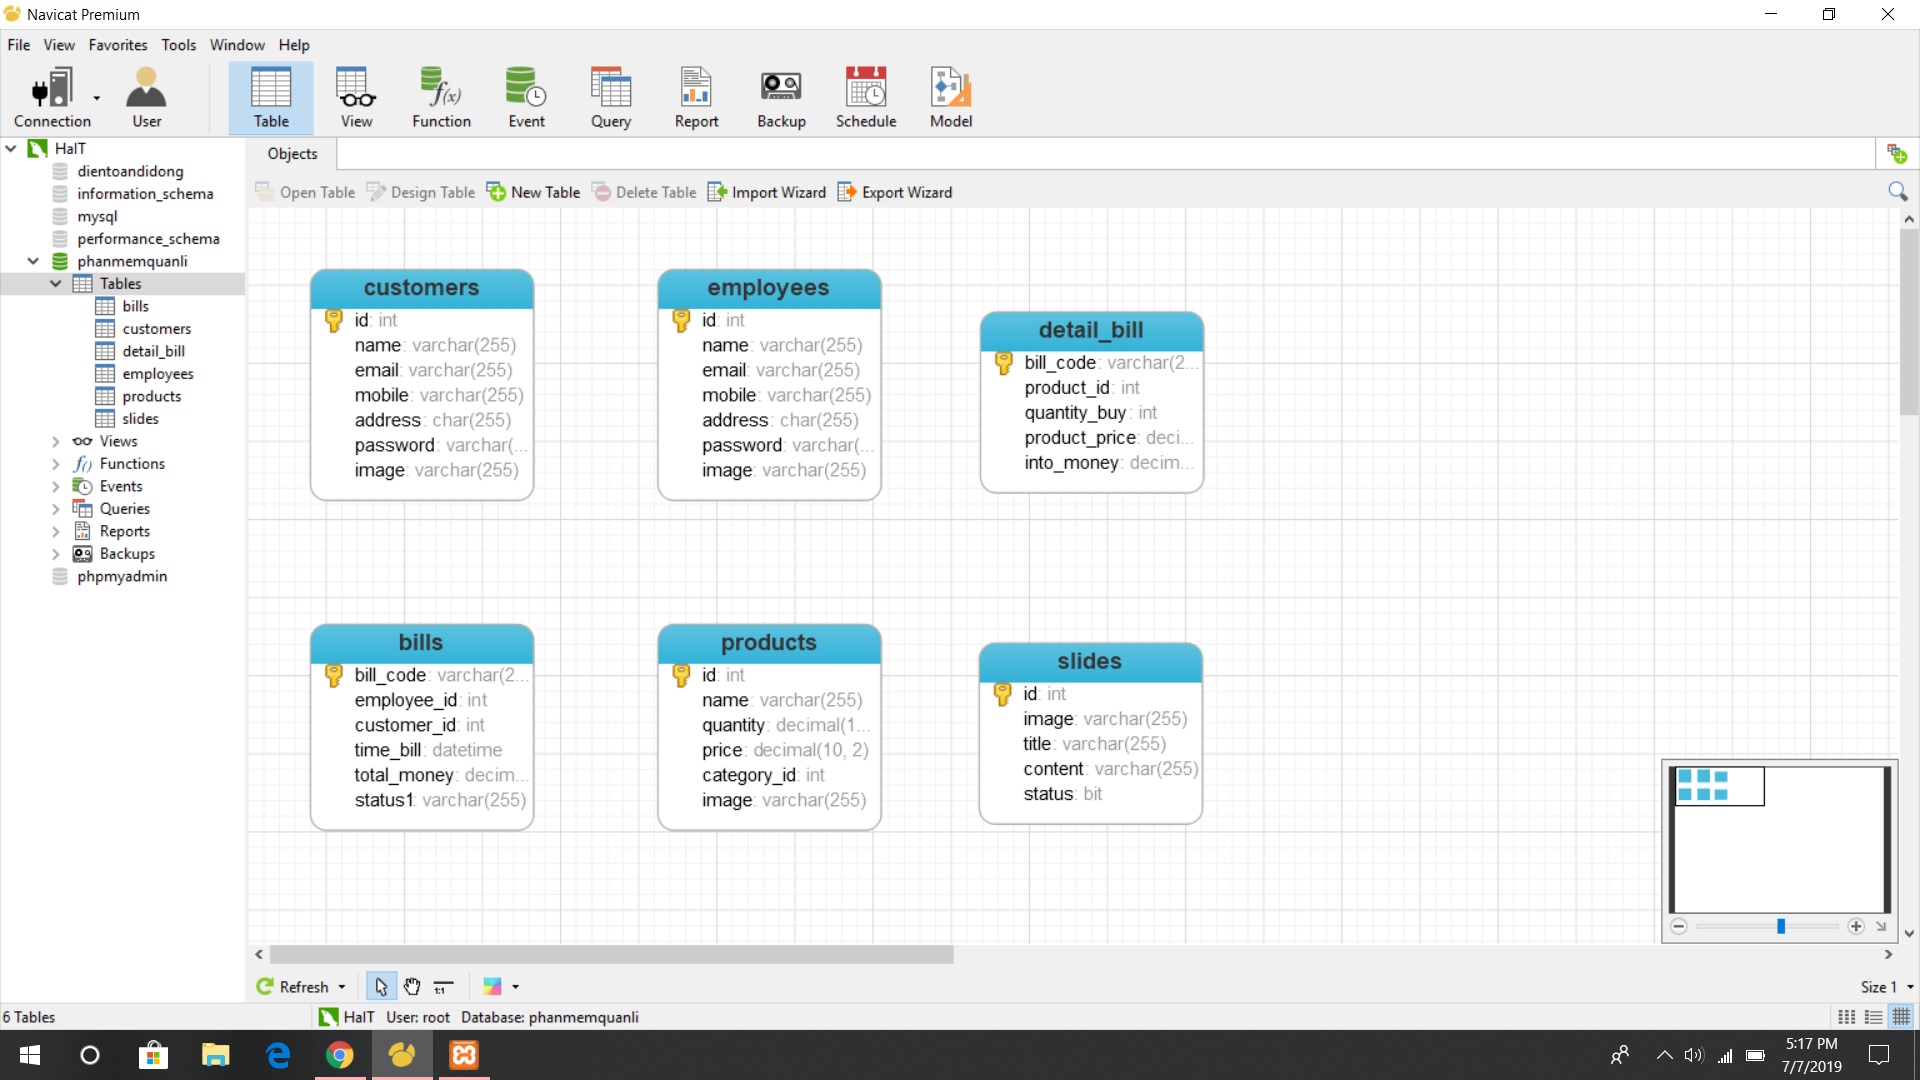 Navicat Premium
File View Favorites Tools Window Help
Connection User Table View Function Event Query Report Backup Schedule Model
f(x)
HaIT
dientoandidong
information_schema
mysql
performance_schema
phanmemquanli
Tables
bills
customers
detail_bill
employees
products
slides
Views
f() Functions
Events
Queries
Reports
Backups
phpmyadmin
Objects
Open Table Design Table New Table Delete Table Import Wizard Export Wizard
customers
id: int
name: varchar(255)
email: varchar(255)
mobile: varchar(255)
address: char(255)
password: varchar(...
image: varchar(255)
employees
id: int
name: varchar(255)
email: varchar(255)
mobile: varchar(255)
address: char(255)
password: varchar(...
image: varchar(255)
detail_bill
bill_code: varchar(2...
product_id: int
quantity_buy: int
product_price: deci...
into_money: decim...
bills
bill_code: varchar(2...
employee_id: int
customer_id: int
time_bill: datetime
total_money: decim...
status1: varchar(255)
products
id: int
name: varchar(255)
quantity: decimal(1...
price: decimal(10, 2)
category_id: int
image: varchar(255)
slides
id: int
image: varchar(255)
title: varchar(255)
content: varchar(255)
status: bit
Refresh 1:1 Size 1
6 Tables HaIT User: root Database: phanmemquanli
5:17 PM
7/7/2019